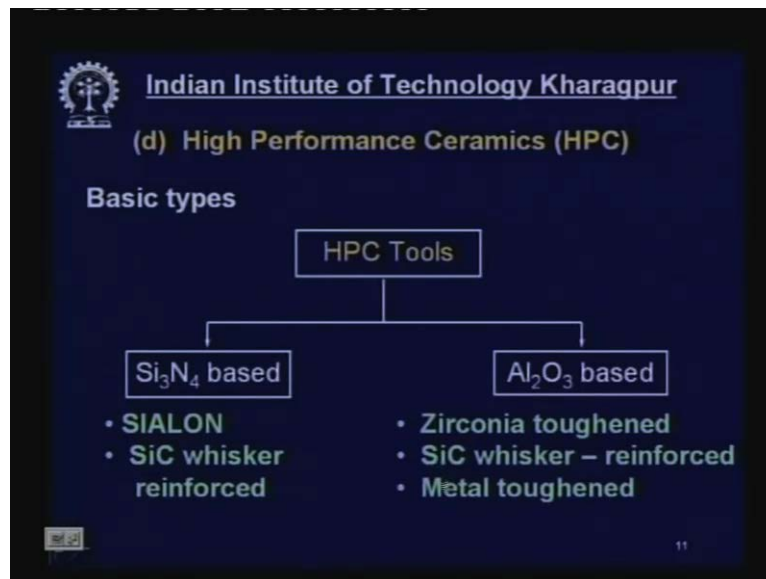 Indian Institute of Technology Kharagpur
(d) High Performance Ceramics (HPC)
Basic types
HPC Tools
Si₃N₄ based
Al₂O₃ based
• SIALON
• SiC whisker
reinforced
• Zirconia toughened
• SiC whisker – reinforced
• Metal toughened
11